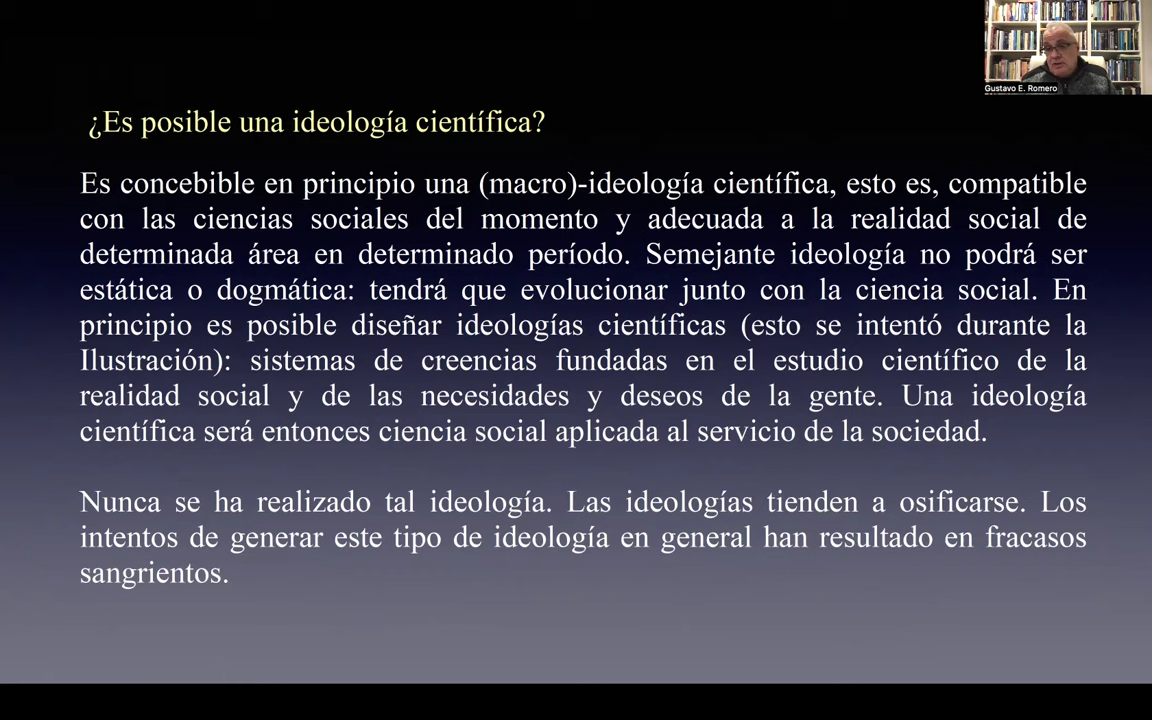 Gustavo E. Romero
¿Es posible una ideología científica?
Es concebible en principio una (macro)-ideología científica, esto es, compatible
con las ciencias sociales del momento y adecuada a la realidad social de
determinada área en determinado período. Semejante ideología no podrá ser
estática o dogmática: tendrá que evolucionar junto con la ciencia social. En
principio es posible diseñar ideologías científicas (esto se intentó durante la
Ilustración): sistemas de creencias fundadas en el estudio científico de la
realidad social y de las necesidades y deseos de la gente. Una ideología
científica será entonces ciencia social aplicada al servicio de la sociedad.
Nunca se ha realizado tal ideología. Las ideologías tienden a osificarse. Los
intentos de generar este tipo de ideología en general han resultado en fracasos
sangrientos.